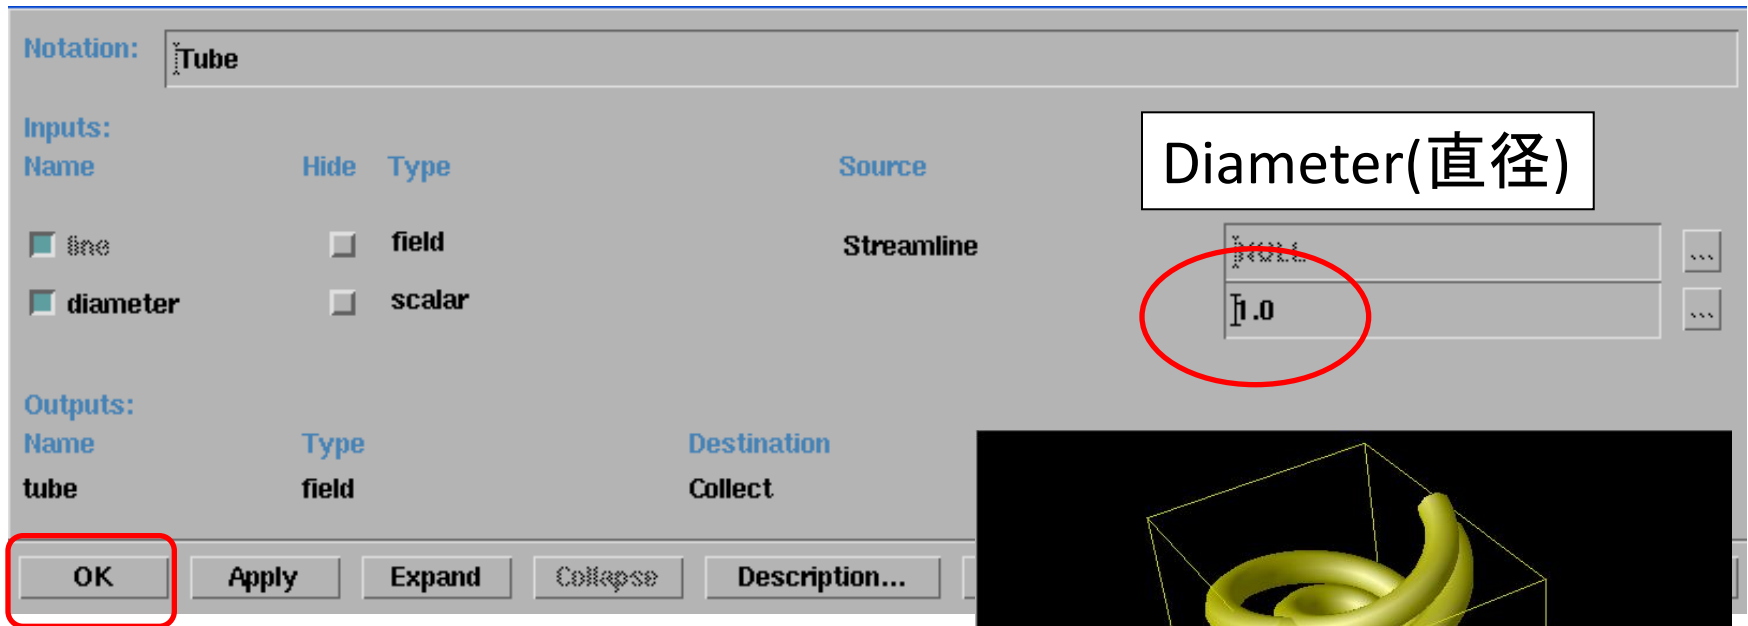 Notation: Tube
Inputs:
Name Hide Type Source
Diameter(直径)
line field Streamline NULL ...
diameter scalar 1.0 ...
Outputs:
Name Type Destination
tube field Collect
OK Apply Expand Collapse Description...